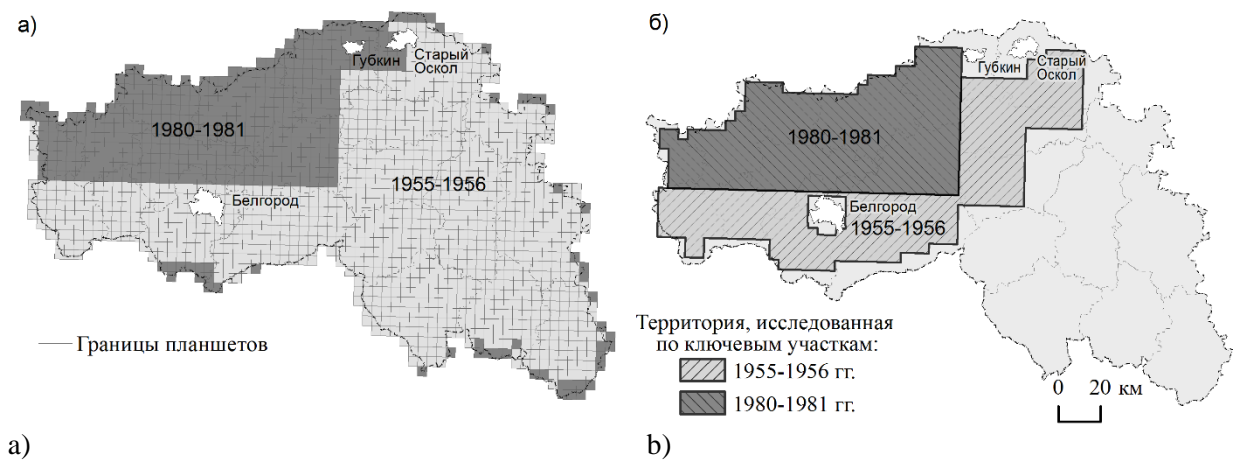 а)
Губкин
Старый
Оскол
1980-1981
1955-1956
Белгород
Границы планшетов
б)
Губкин
Старый
Оскол
1980-1981
Белгород
1955-1956
Территория, исследованная
по ключевым участкам:
1955-1956 гг.
1980-1981 гг.
0 20 км
a)
b)